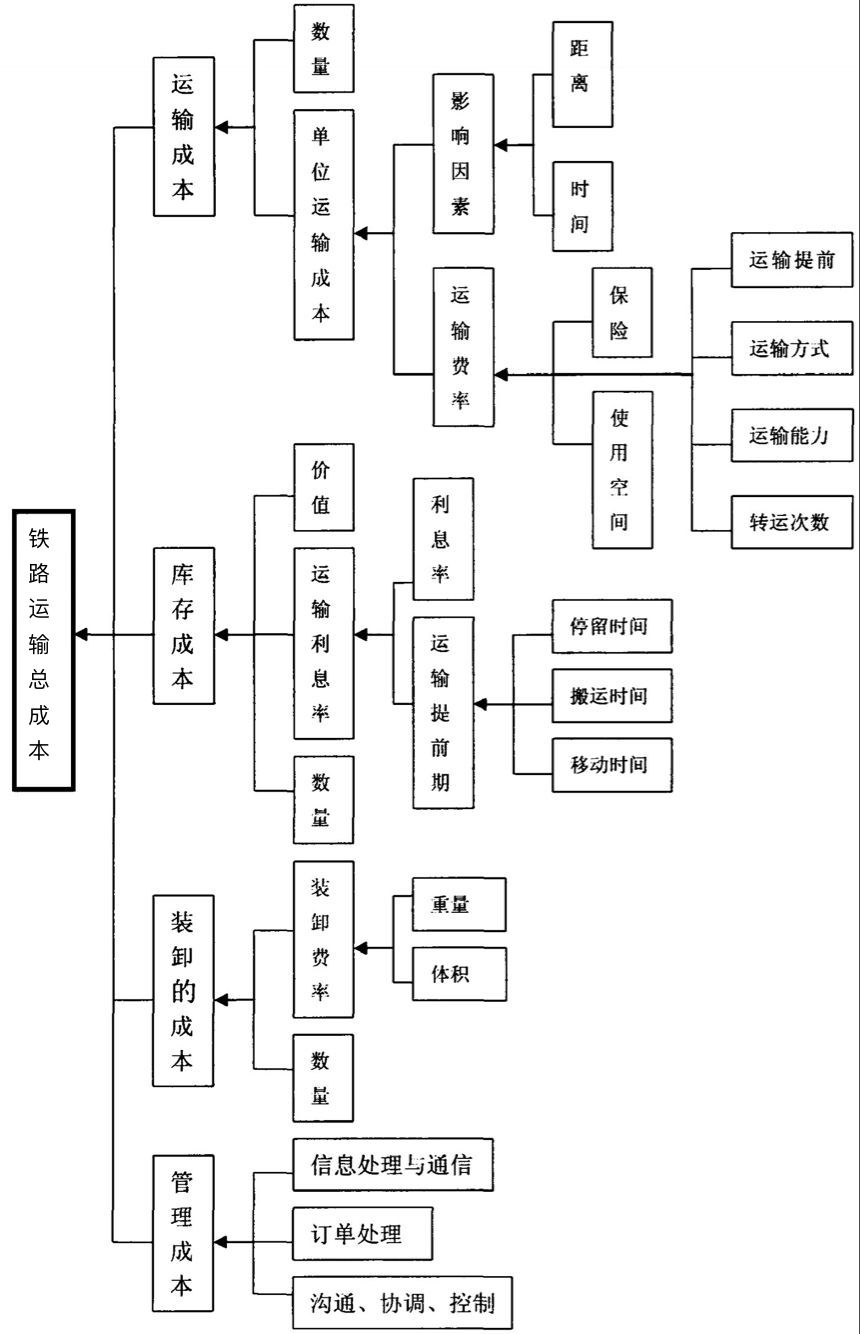 铁路运输总成本
运输成本
数量
单位运输成本
影响因素
距离
时间
运输费率
保险
使用空间
运输提前
运输方式
运输能力
转运次数
库存成本
价值
运输利息率
利息率
运输提前期
停留时间
搬运时间
移动时间
数量
装卸的成本
装卸费率
重量
体积
数量
管理成本
信息处理与通信
订单处理
沟通、协调、控制